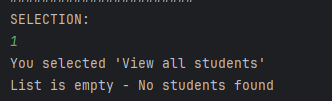 SELECTION:
1
You selected 'View all students'
List is empty - No students found